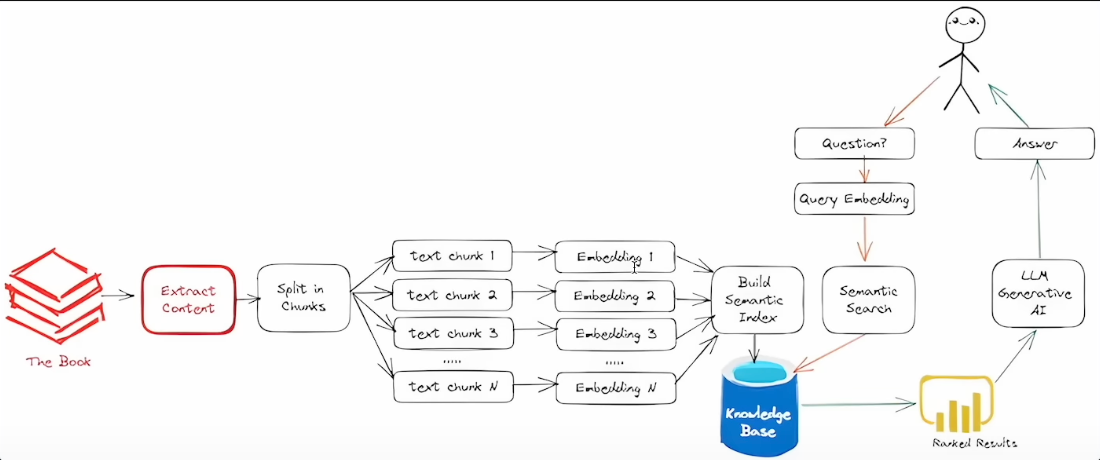 The Book
Extract
Content
Split in
Chunks
text chunk 1
text chunk 2
text chunk 3
.....
text chunk N
Embedding 1
Embedding 2
Embedding 3
.....
Embedding N
Build
Semantic
Index
Knowledge
Base
Question?
Query Embedding
Semantic
Search
Ranked Results
LLM
Generative
AI
Answer